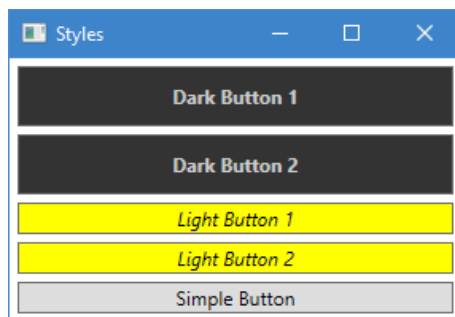 Styles
Dark Button 1
Dark Button 2
Light Button 1
Light Button 2
Simple Button